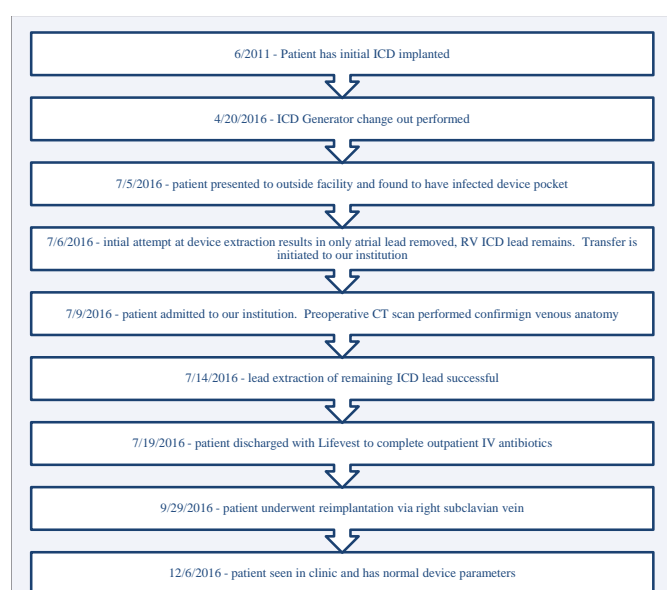 6/2011 - Patient has initial ICD implanted
4/20/2016 - ICD Generator change out performed
7/5/2016 - patient presented to outside facility and found to have infected device pocket
7/6/2016 - intial attempt at device extraction results in only atrial lead removed, RV ICD lead remains.  Transfer is
initiated to our institution
7/9/2016 - patient admitted to our institution.  Preoperative CT scan performed confirmign venous anatomy
7/14/2016 - lead extraction of remaining ICD lead successful
7/19/2016 - patient discharged with Lifevest to complete outpatient IV antibiotics
9/29/2016 - patient underwent reimplantation via right subclavian vein
12/6/2016 - patient seen in clinic and has normal device parameters